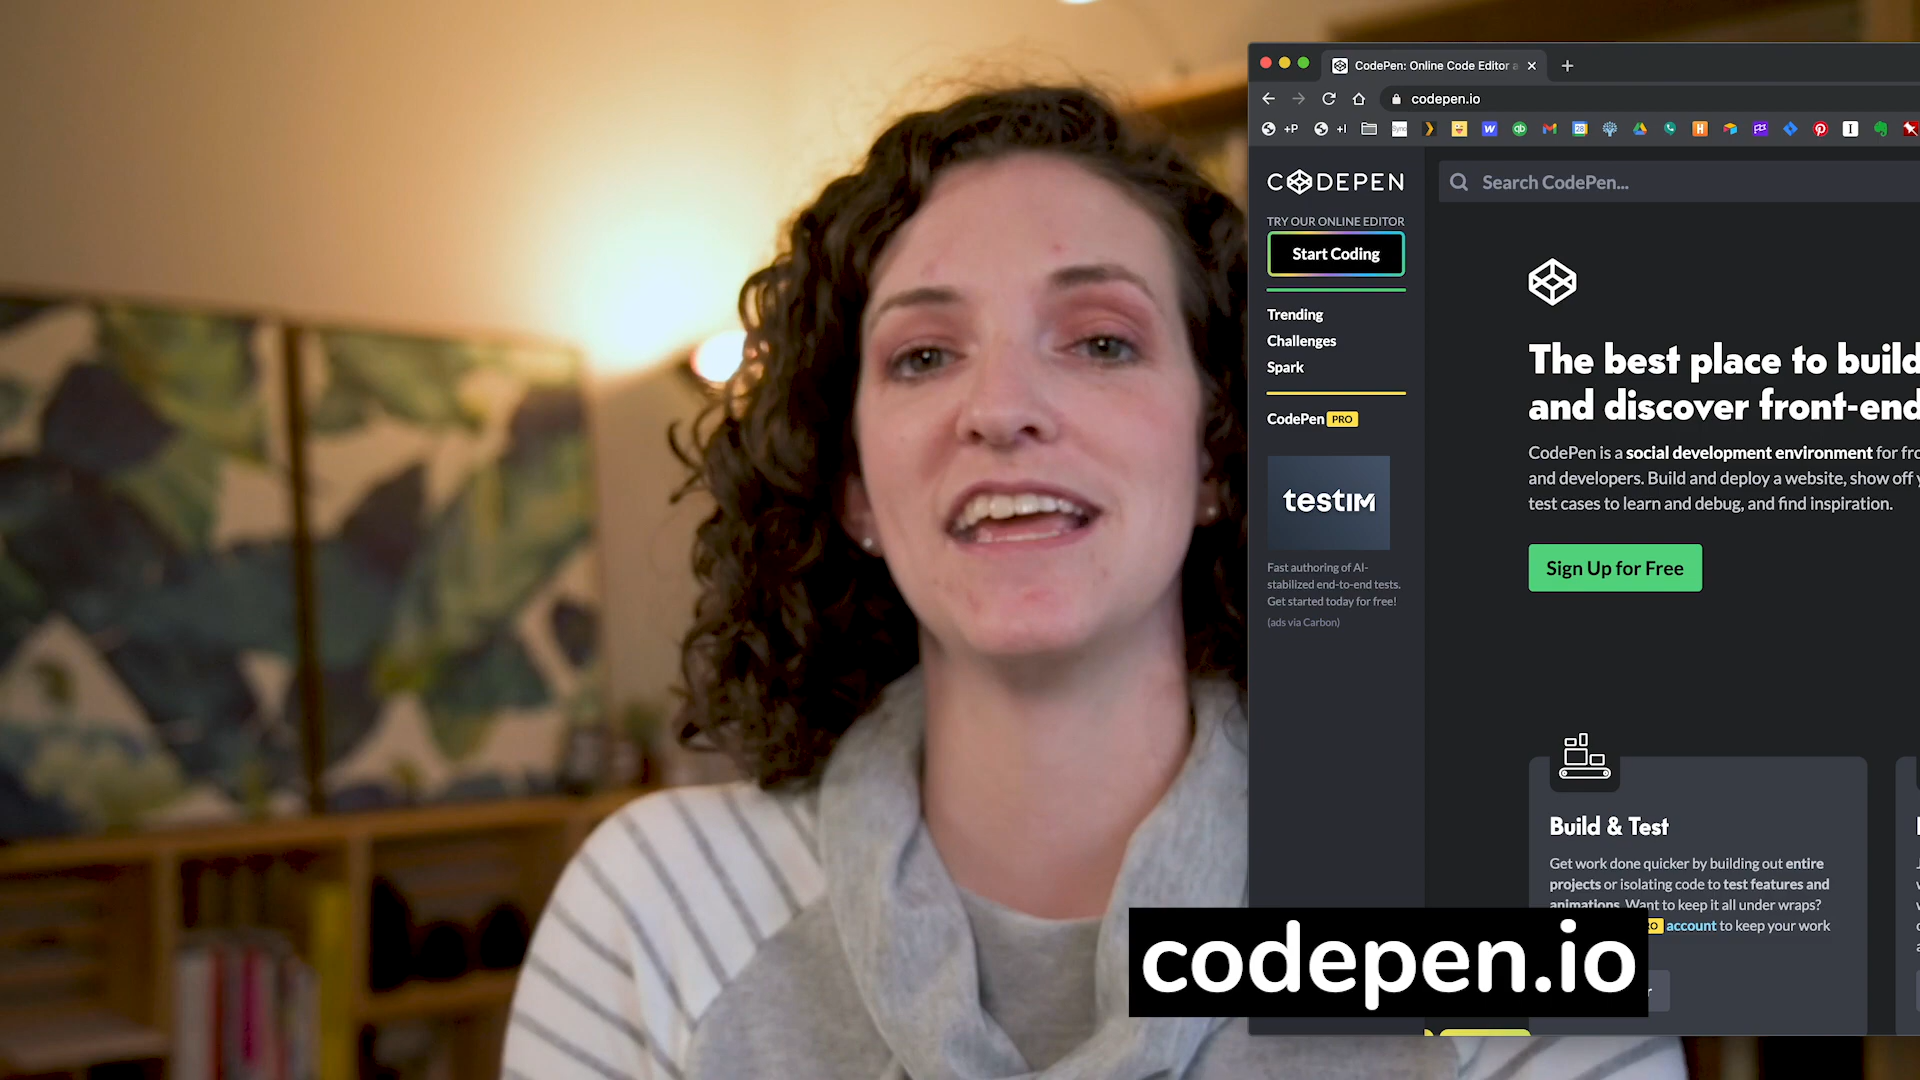 CodePen: Online Code Editor a
codepen.io
+P
+I
CODEPEN
Search CodePen...
TRY OUR ONLINE EDITOR
Start Coding
Trending
Challenges
Spark
CodePen PRO
testim
Fast authoring of AI-
stabilized end-to-end tests.
Get started today for free!
(ads via Carbon)
The best place to build
and discover front-end
CodePen is a social development environment for fro
and developers. Build and deploy a website, show off y
test cases to learn and debug, and find inspiration.
Sign Up for Free
Build & Test
Get work done quicker by building out entire
projects or isolating code to test features and
animations. Want to keep it all under wraps?
account to keep your work
codepen.io